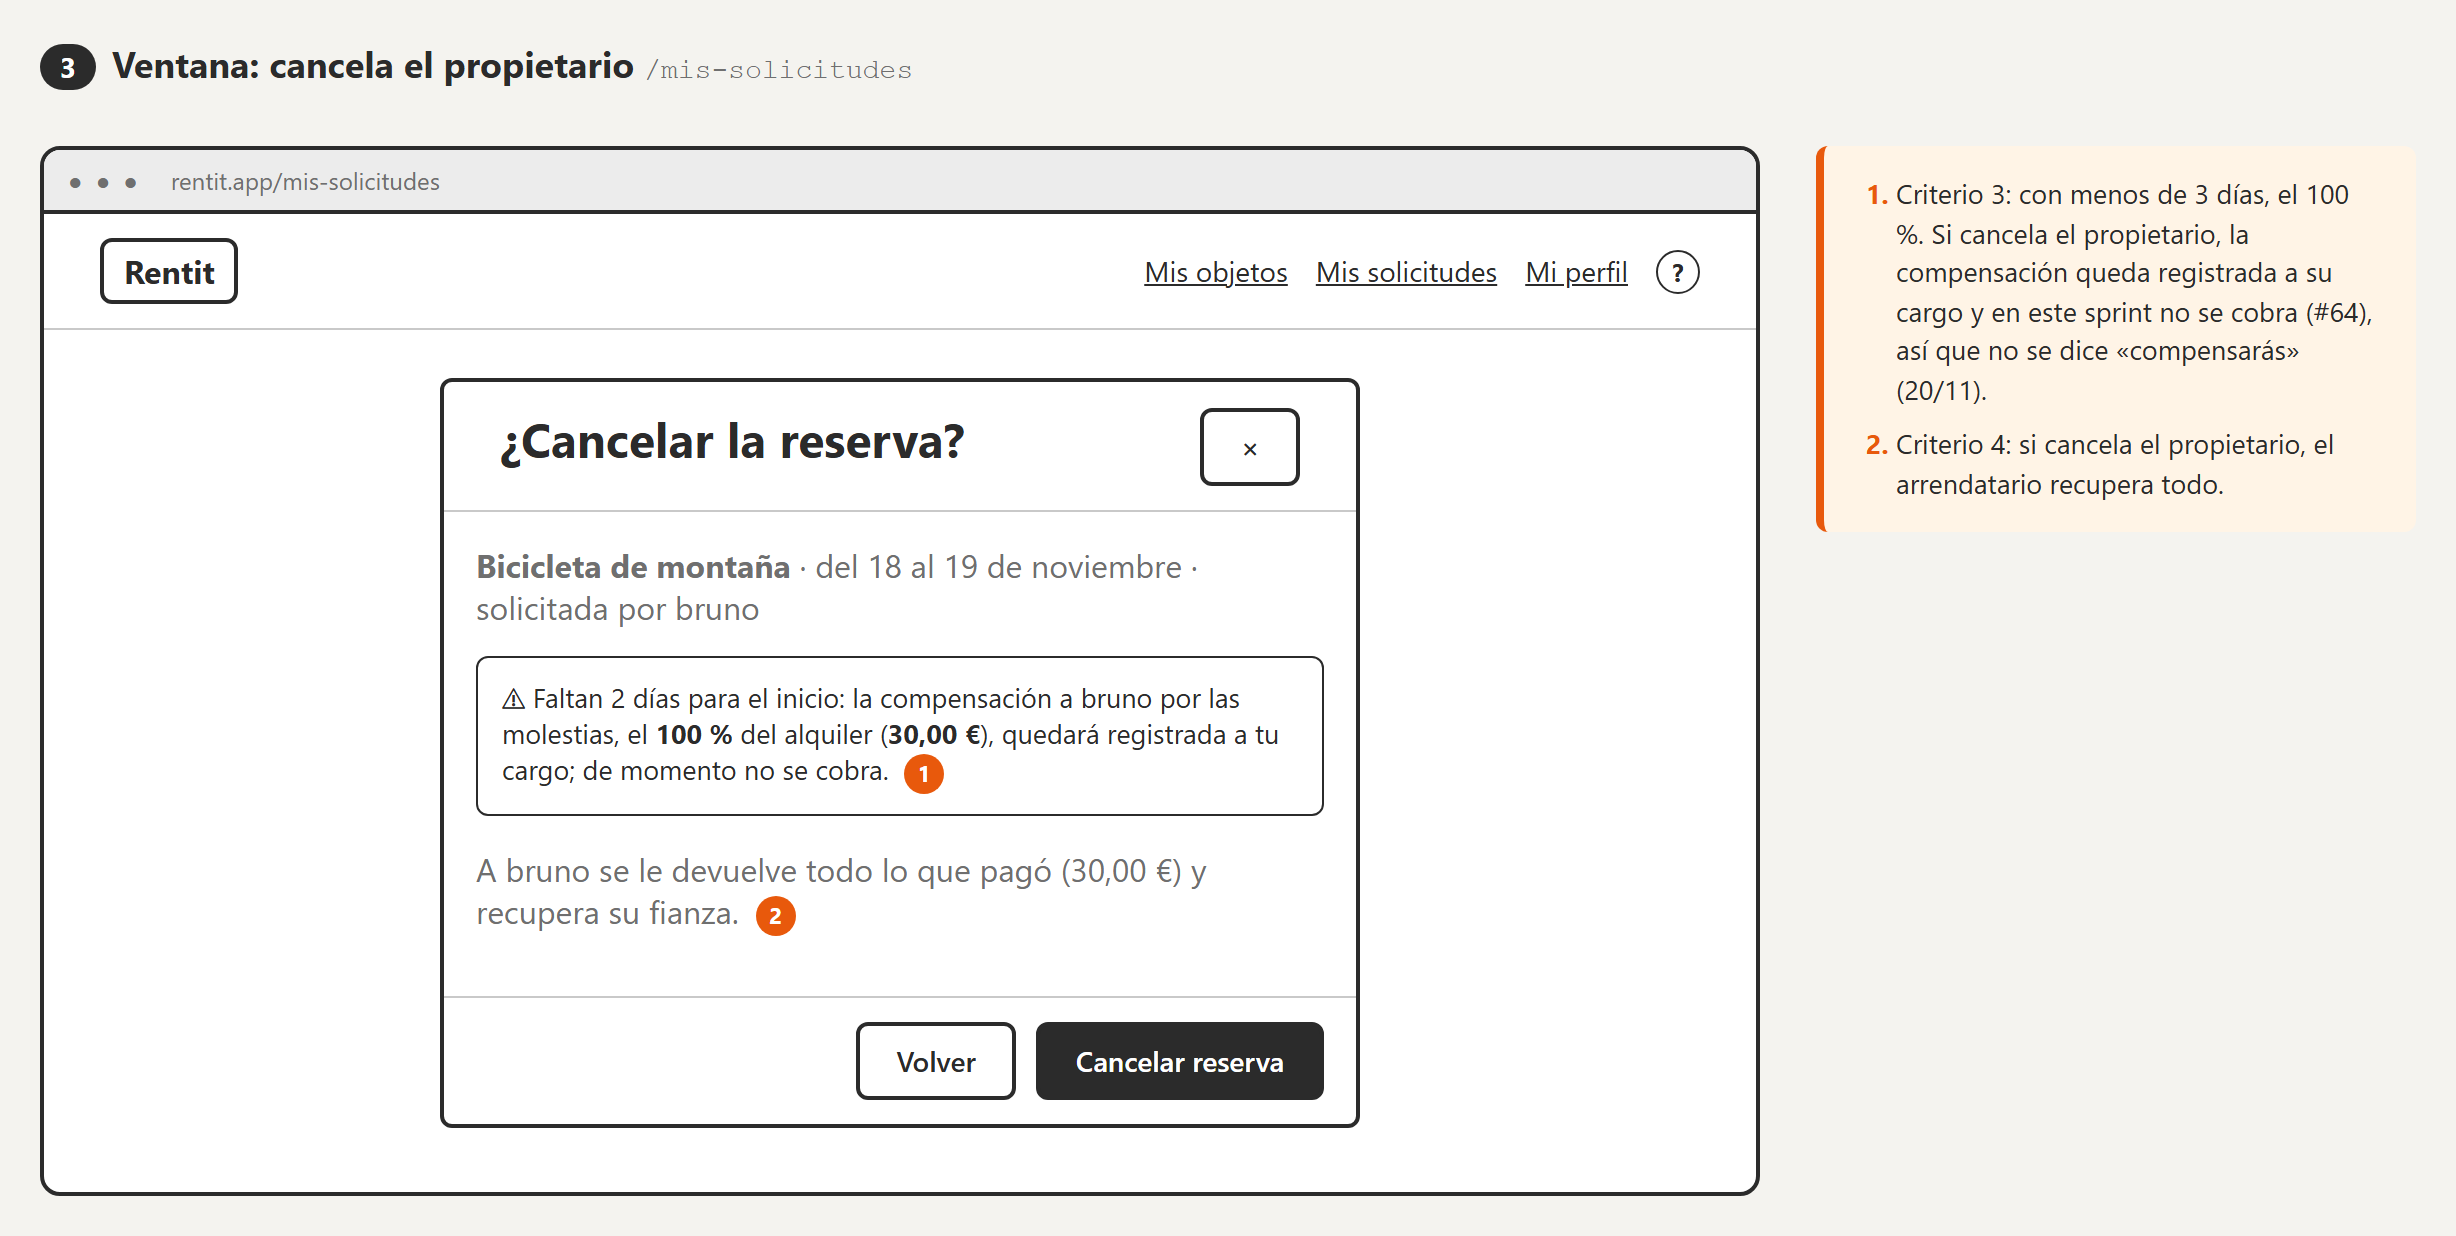 3 Ventana: cancela el propietario /mis-solicitudes
rentit.app/mis-solicitudes
Rentit
Mis objetos Mis solicitudes Mi perfil ?
¿Cancelar la reserva? ×
Bicicleta de montaña · del 18 al 19 de noviembre ·
solicitada por bruno
⚠ Faltan 2 días para el inicio: la compensación a bruno por las
molestias, el 100 % del alquiler (30,00 €), quedará registrada a tu
cargo; de momento no se cobra. 1
A bruno se le devuelve todo lo que pagó (30,00 €) y
recupera su fianza. 2
Volver Cancelar reserva
1. Criterio 3: con menos de 3 días, el 100
%. Si cancela el propietario, la
compensación queda registrada a su
cargo y en este sprint no se cobra (#64),
así que no se dice «compensarás»
(20/11).
2. Criterio 4: si cancela el propietario, el
arrendatario recupera todo.